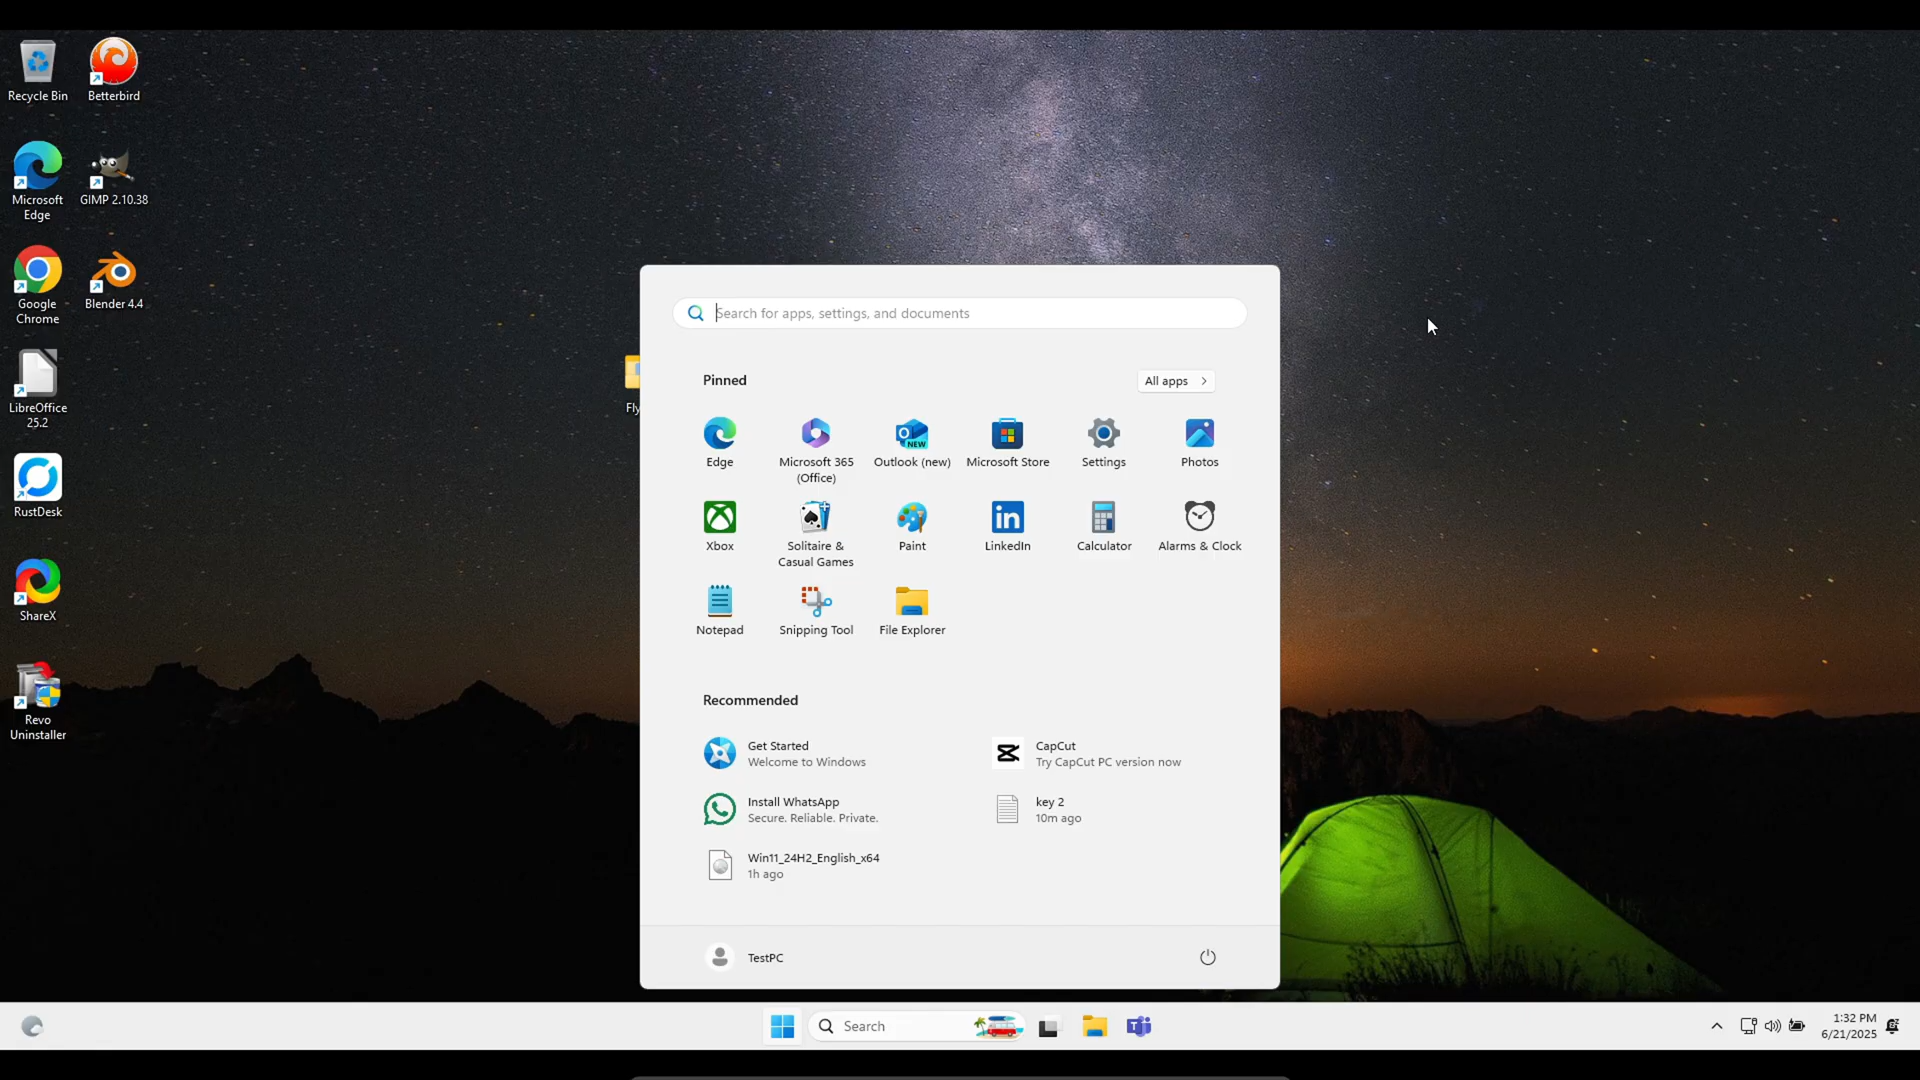 Recycle Bin
Betterbird
Microsoft
Edge
GIMP 2.10.38
Google
Chrome
Blender 4.4
LibreOffice
25.2
RustDesk
ShareX
Revo
Uninstaller
Fly
Search for apps, settings, and documents
Pinned
All apps
Edge
Microsoft 365
(Office)
Outlook (new)
Microsoft Store
Settings
Photos
Xbox
Solitaire &
Casual Games
Paint
LinkedIn
Calculator
Alarms & Clock
Notepad
Snipping Tool
File Explorer
Recommended
Get Started
Welcome to Windows
CapCut
Try CapCut PC version now
Install WhatsApp
Secure. Reliable. Private.
key 2
10m ago
Win11_24H2_English_x64
1h ago
TestPC
Search
1:32 PM
6/21/2025
NEW
in